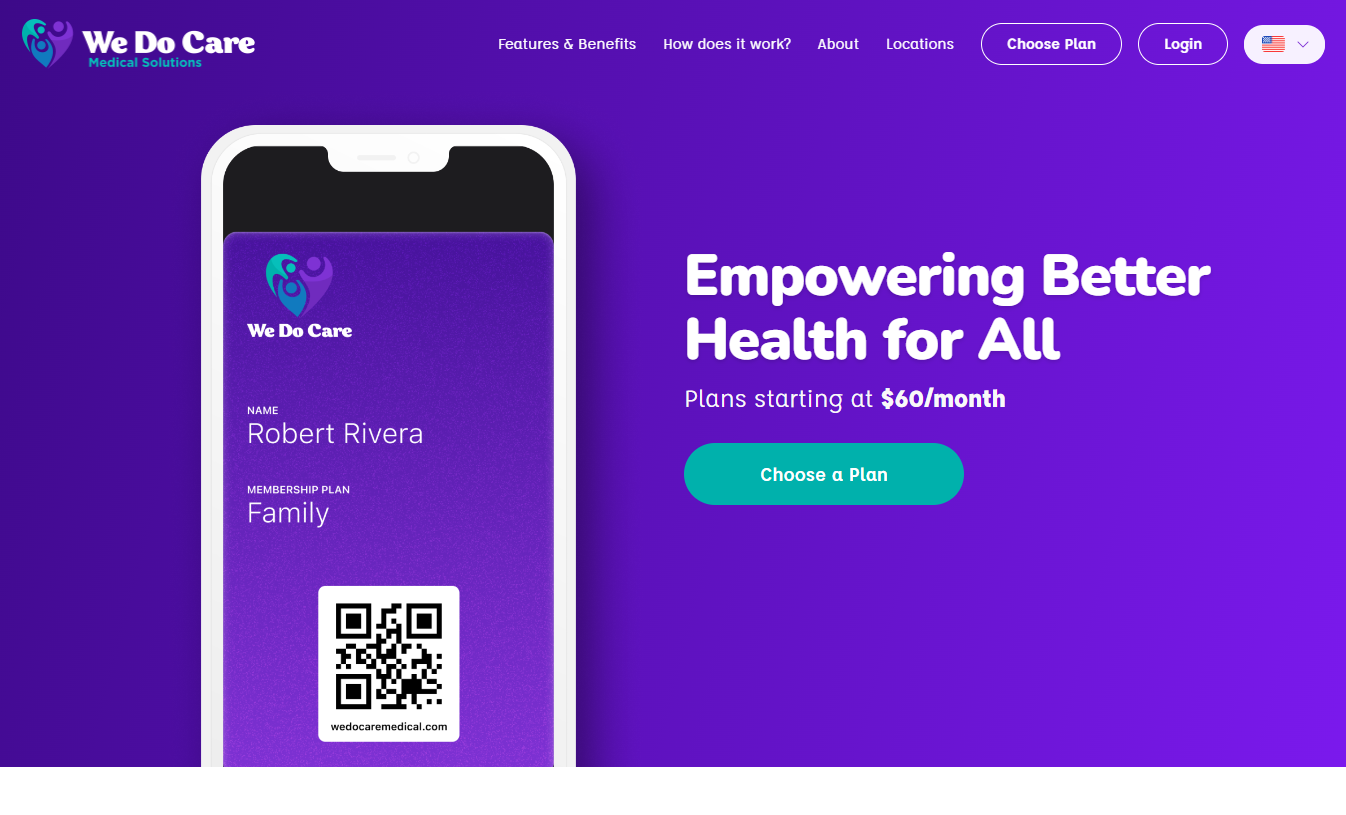 We Do Care
Medical Solutions
Features & Benefits
How does it work?
About
Locations
Choose Plan
Login
We Do Care
NAME
Robert Rivera
MEMBERSHIP PLAN
Family
wedocaremedical.com
Empowering Better
Health for All
Plans starting at $60/month
Choose a Plan